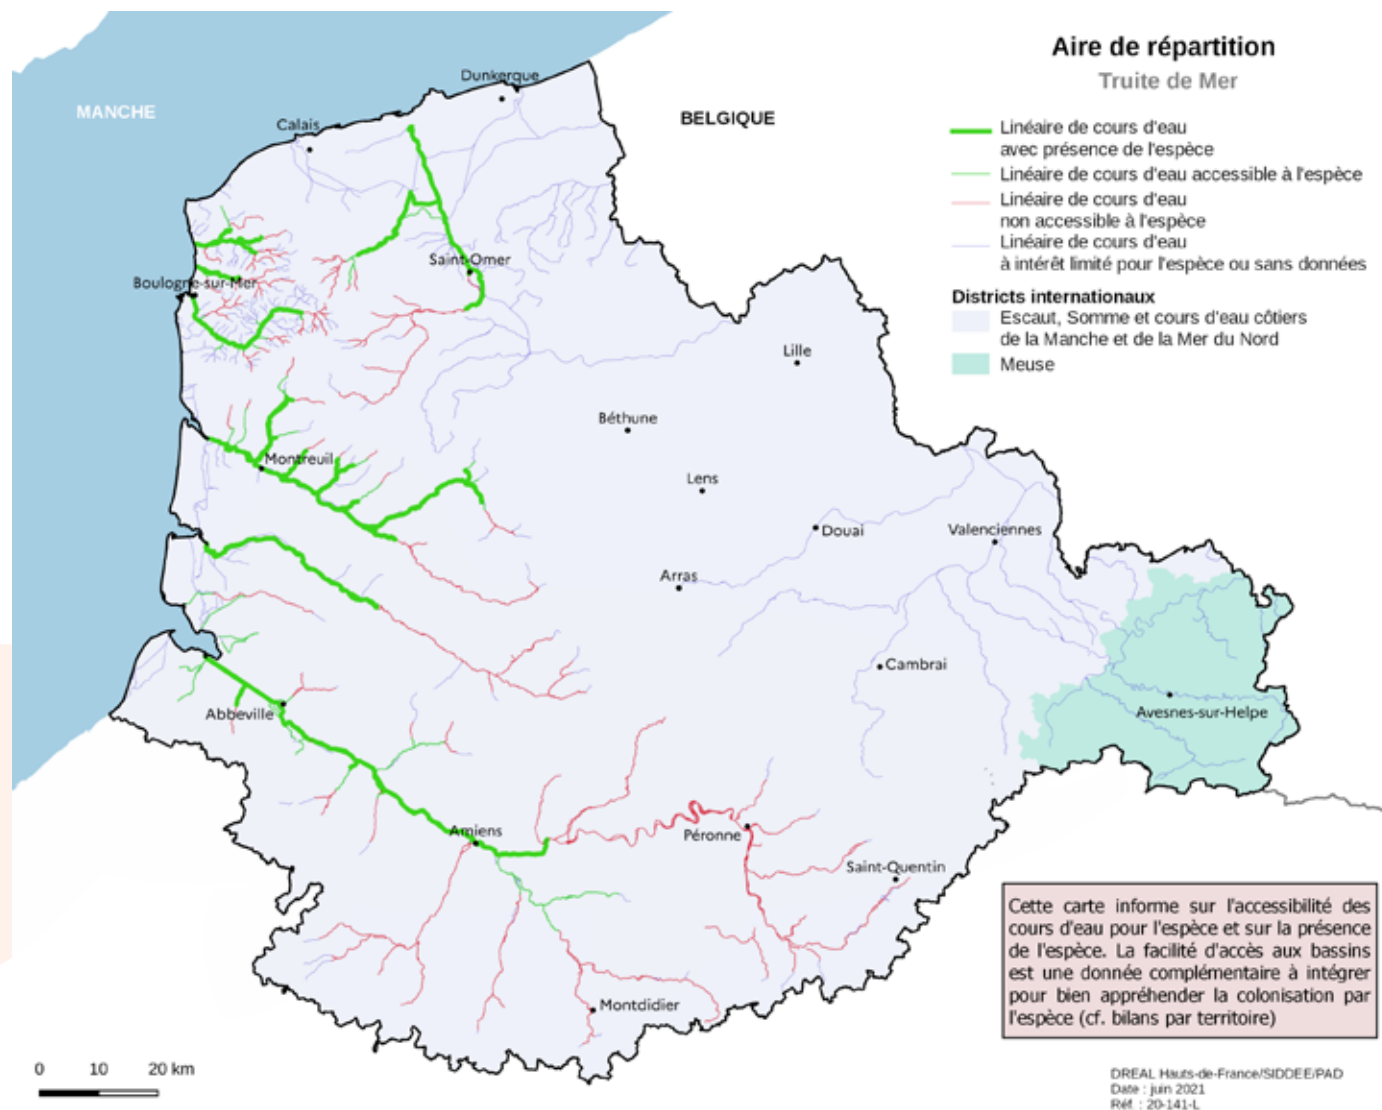 Aire de répartition
Truite de Mer
Linéaire de cours d'eau
avec présence de l'espèce
Linéaire de cours d'eau accessible à l'espèce
Linéaire de cours d'eau
non accessible à l'espèce
Linéaire de cours d'eau
à intérêt limité pour l'espèce ou sans données
Districts internationaux
Escaut, Somme et cours d'eau côtiers
de la Manche et de la Mer du Nord
Meuse
MANCHE
BELGIQUE
Dunkerque
Calais
Saint-Omer
Boulogne-sur-Mer
Lille
Béthune
Montreuil
Lens
Douai
Valenciennes
Arras
Cambrai
Avesnes-sur-Helpe
Abbeville
Amiens
Péronne
Saint-Quentin
Montdidier
Cette carte informe sur l'accessibilité des
cours d'eau pour l'espèce et sur la présence
de l'espèce. La facilité d'accès aux bassins
est une donnée complémentaire à intégrer
pour bien appréhender la colonisation par
l'espèce (cf. bilans par territoire)
0 10 20 km
DREAL Hauts-de-France/SIDDEE/PAD
Date : juin 2021
Réf. : 20-141-L